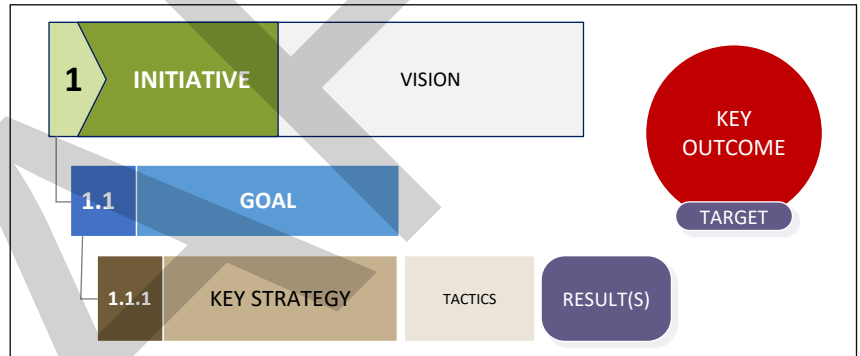 1 INITIATIVE VISION
KEY
OUTCOME
TARGET
1.1 GOAL
1.1.1 KEY STRATEGY TACTICS RESULT(S)